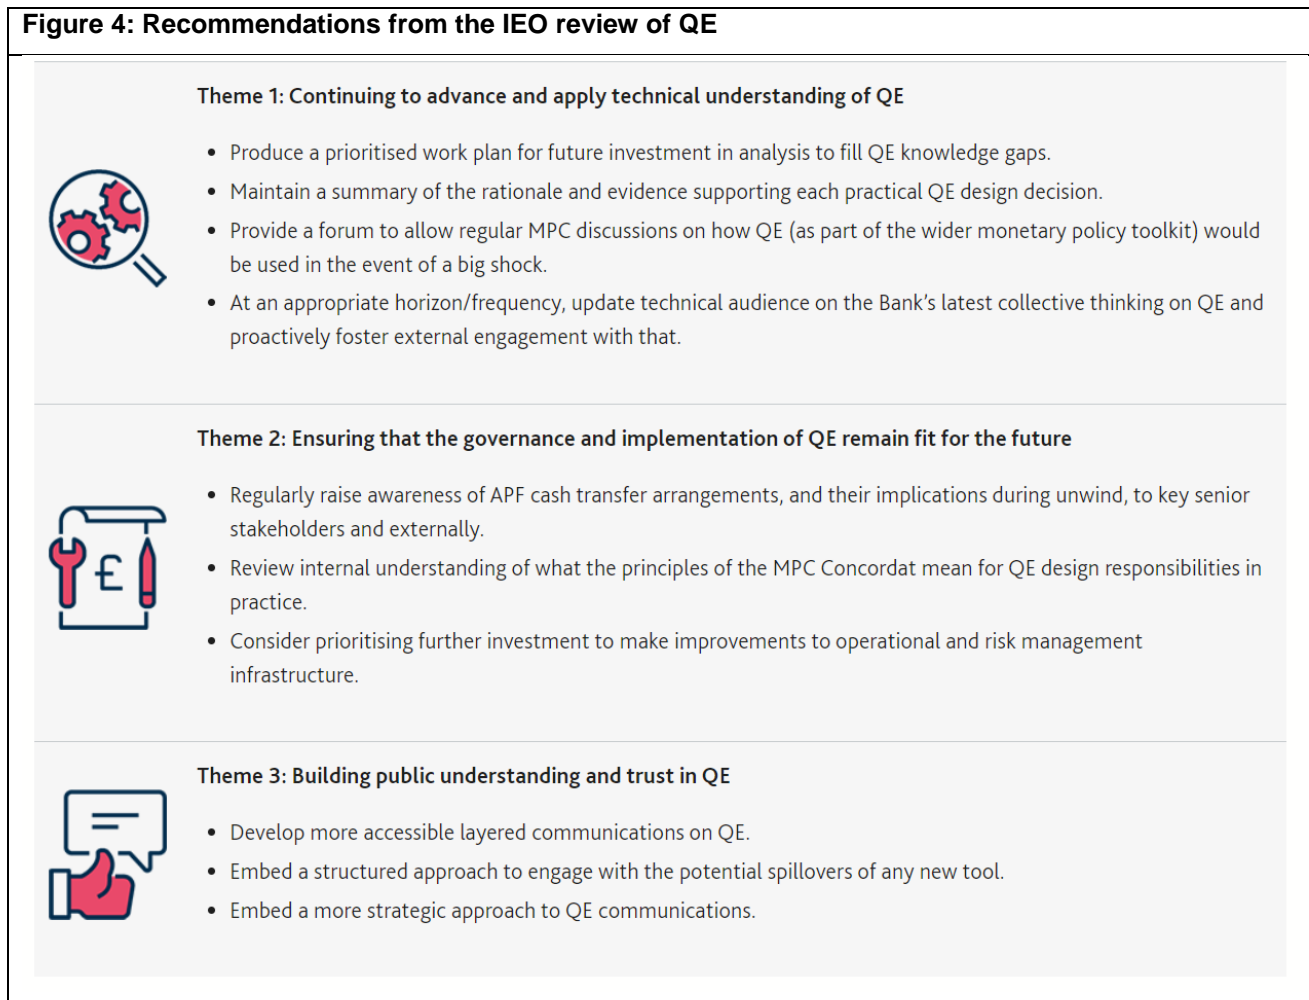 Figure 4: Recommendations from the IEO review of QE
Theme 1: Continuing to advance and apply technical understanding of QE
• Produce a prioritised work plan for future investment in analysis to fill QE knowledge gaps.
• Maintain a summary of the rationale and evidence supporting each practical QE design decision.
• Provide a forum to allow regular MPC discussions on how QE (as part of the wider monetary policy toolkit) would
be used in the event of a big shock.
• At an appropriate horizon/frequency, update technical audience on the Bank's latest collective thinking on QE and
proactively foster external engagement with that.
Theme 2: Ensuring that the governance and implementation of QE remain fit for the future
• Regularly raise awareness of APF cash transfer arrangements, and their implications during unwind, to key senior
stakeholders and externally.
• Review internal understanding of what the principles of the MPC Concordat mean for QE design responsibilities in
practice.
• Consider prioritising further investment to make improvements to operational and risk management
infrastructure.
£
Theme 3: Building public understanding and trust in QE
• Develop more accessible layered communications on QE.
• Embed a structured approach to engage with the potential spillovers of any new tool.
• Embed a more strategic approach to QE communications.